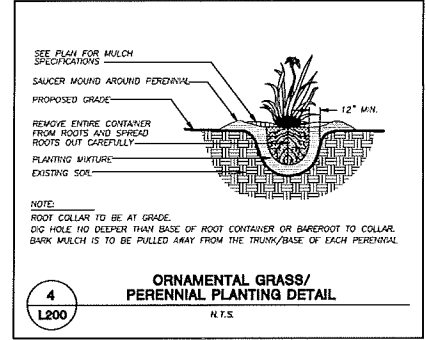 SEE PLAN FOR MULCH
SPECIFICATIONS
SAUCER MOUND AROUND PERENNIAL
PROPOSED GRADE
12" MIN.
REMOVE ENTIRE CONTAINER
FROM ROOTS AND SPREAD
ROOTS OUT CAREFULLY
PLANTING MIXTURE
EXISTING SOIL
NOTE:
ROOT COLLAR TO BE AT GRADE.
DIG HOLE NO DEEPER THAN BASE OF ROOT CONTAINER OR BAREROOT TO COLLAR.
BARK MULCH IS TO BE PULLED AWAY FROM THE TRUNK/BASE OF EACH PERENNIAL
4
L200
ORNAMENTAL GRASS/
PERENNIAL PLANTING DETAIL
N.T.S.